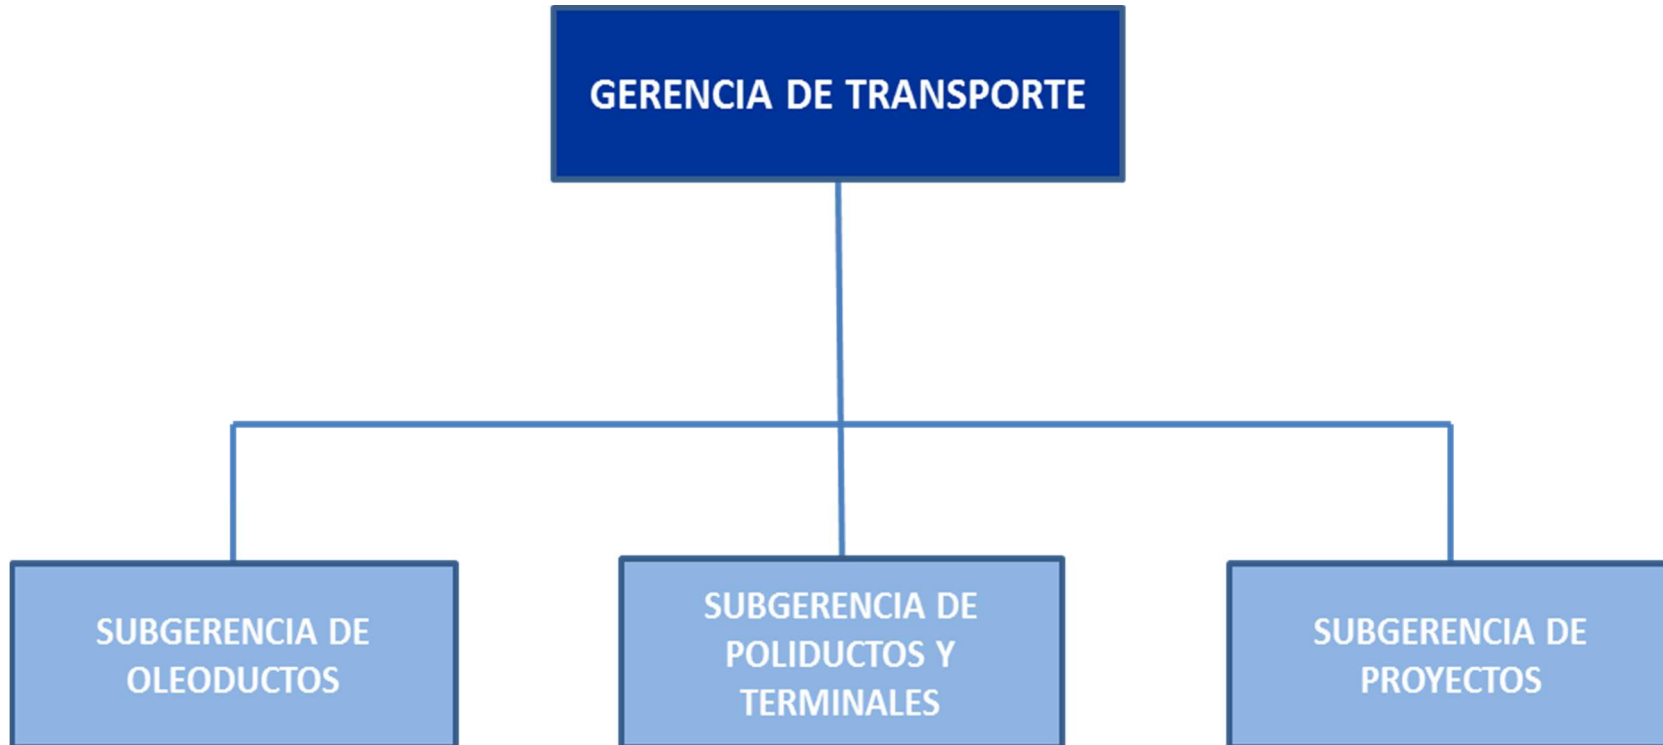 GERENCIA DE TRANSPORTE
SUBGERENCIA DE
OLEODUCTOS
SUBGERENCIA DE
POLIDUCTOS Y
TERMINALES
SUBGERENCIA DE
PROYECTOS